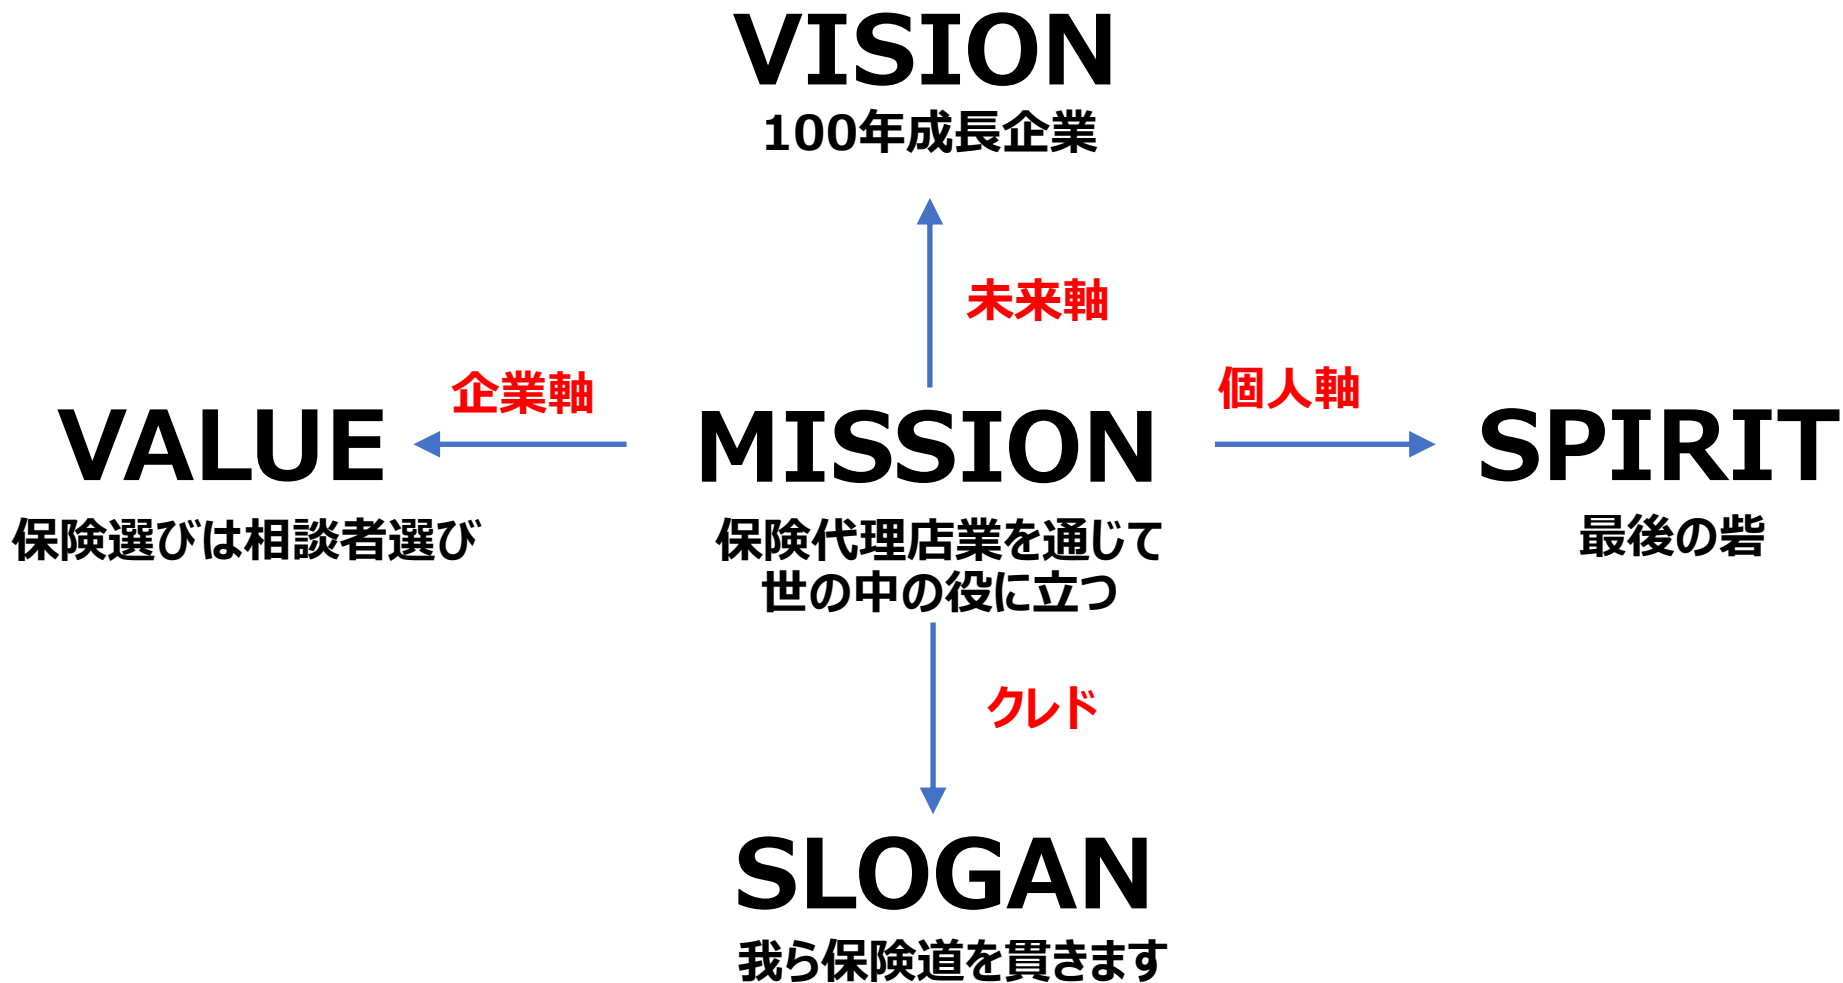 VISION
100年成長企業
未来軸
企業軸
個人軸
VALUE
MISSION
SPIRIT
保険選びは相談者選び
保険代理店業を通じて
世の中の役に立つ
最後の砦
クレド
SLOGAN
我ら保険道を貫きます